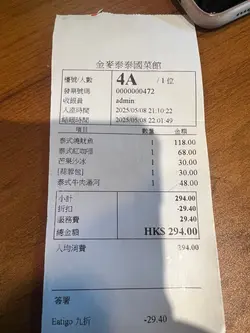 金麥泰泰國菜館
檯號/人數 4A /1 位
發票號碼 0000000472
收銀員 admin
入座時間 2025/05/08 21:10:22
結賬時間 2025/05/08 22:01:49
項目 數量 金額
泰式燒魷魚 1 118.00
泰式紅咖喱 1 68.00
芒果沙冰 1 30.00
1 30.00
泰式牛肉湯河 1 48.00
小計 294.00
折扣 -29.40
服務費 29.40
總金額 HK$ 294.00
人均消費 294.00
簽署
Eatigo 九折 -29.40